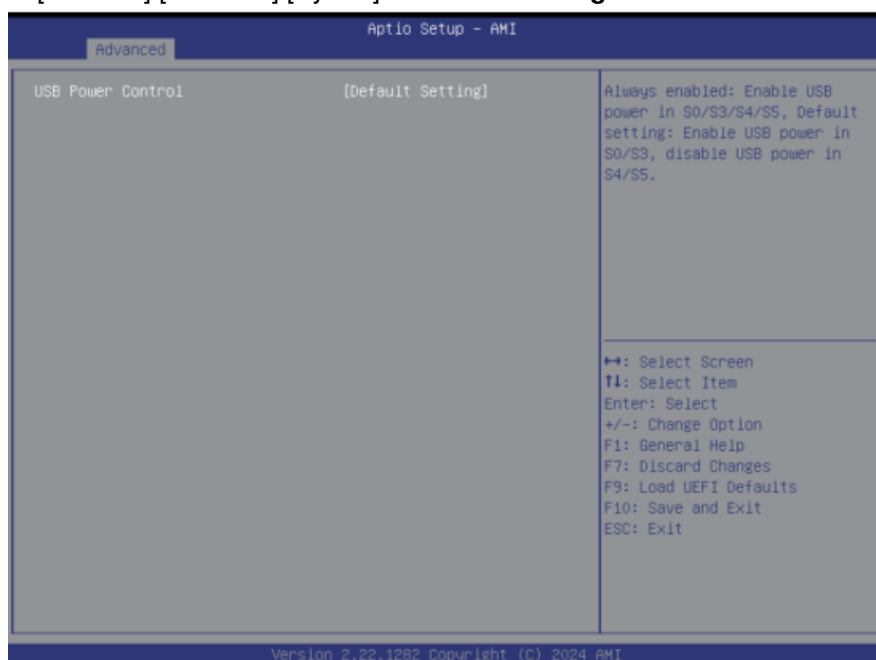 Aptio Setup – AMI
Advanced
USB Power Control [Default Setting]
Always enabled: Enable USB
power in S0/S3/S4/S5, Default
setting: Enable USB power in
S0/S3, disable USB power in
S4/S5.
↔: Select Screen
↑↓: Select Item
Enter: Select
+/-: Change Option
F1: General Help
F7: Discard Changes
F9: Load UEFI Defaults
F10: Save and Exit
ESC: Exit
Version 2.22.1282 Copyright (C) 2024 AMI